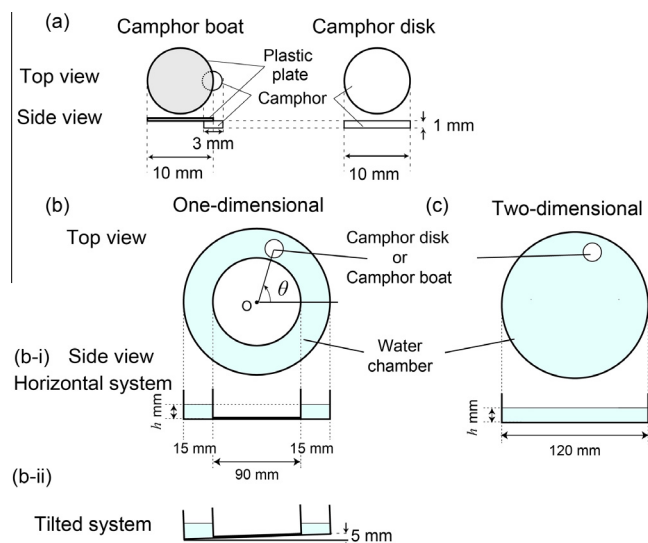 (a)
Camphor boat
Camphor disk
Plastic
plate
Top view
Camphor
Side view
1 mm
3 mm
10 mm
10 mm
(b)
One-dimensional
(c)
Two-dimensional
Top view
Camphor disk
or
Camphor boat
θ
O
(b-i) Side view
Water
chamber
Horizontal system
h mm
h mm
15 mm
15 mm
90 mm
120 mm
(b-ii)
Tilted system
5 mm